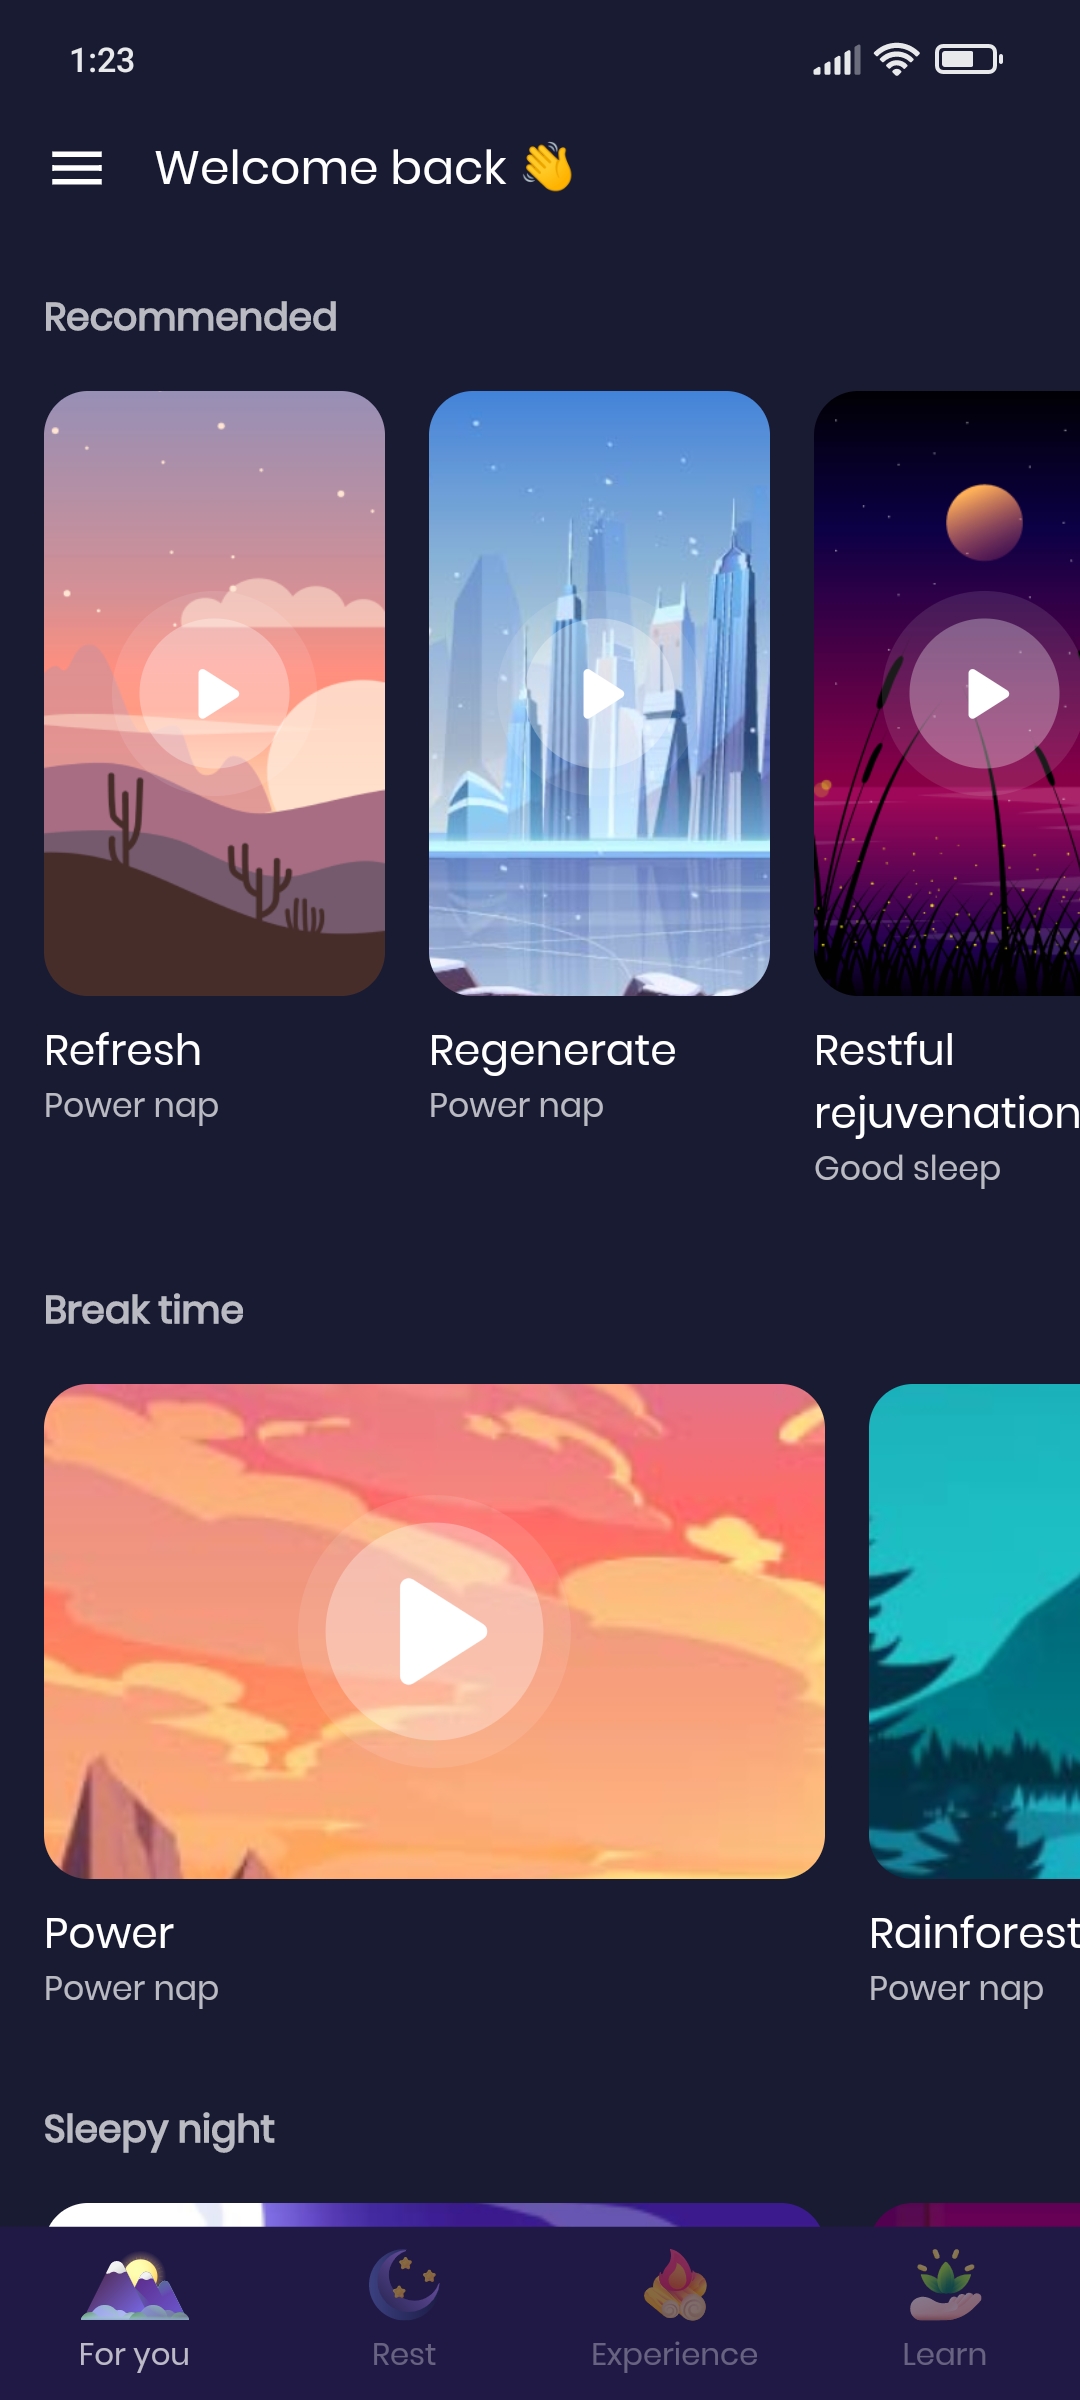 1:23
Welcome back 👋
Recommended
Refresh
Power nap
Regenerate
Power nap
Restful
rejuvenation
Good sleep
Break time
Power
Power nap
Rainforest
Power nap
Sleepy night
For you
Rest
Experience
Learn